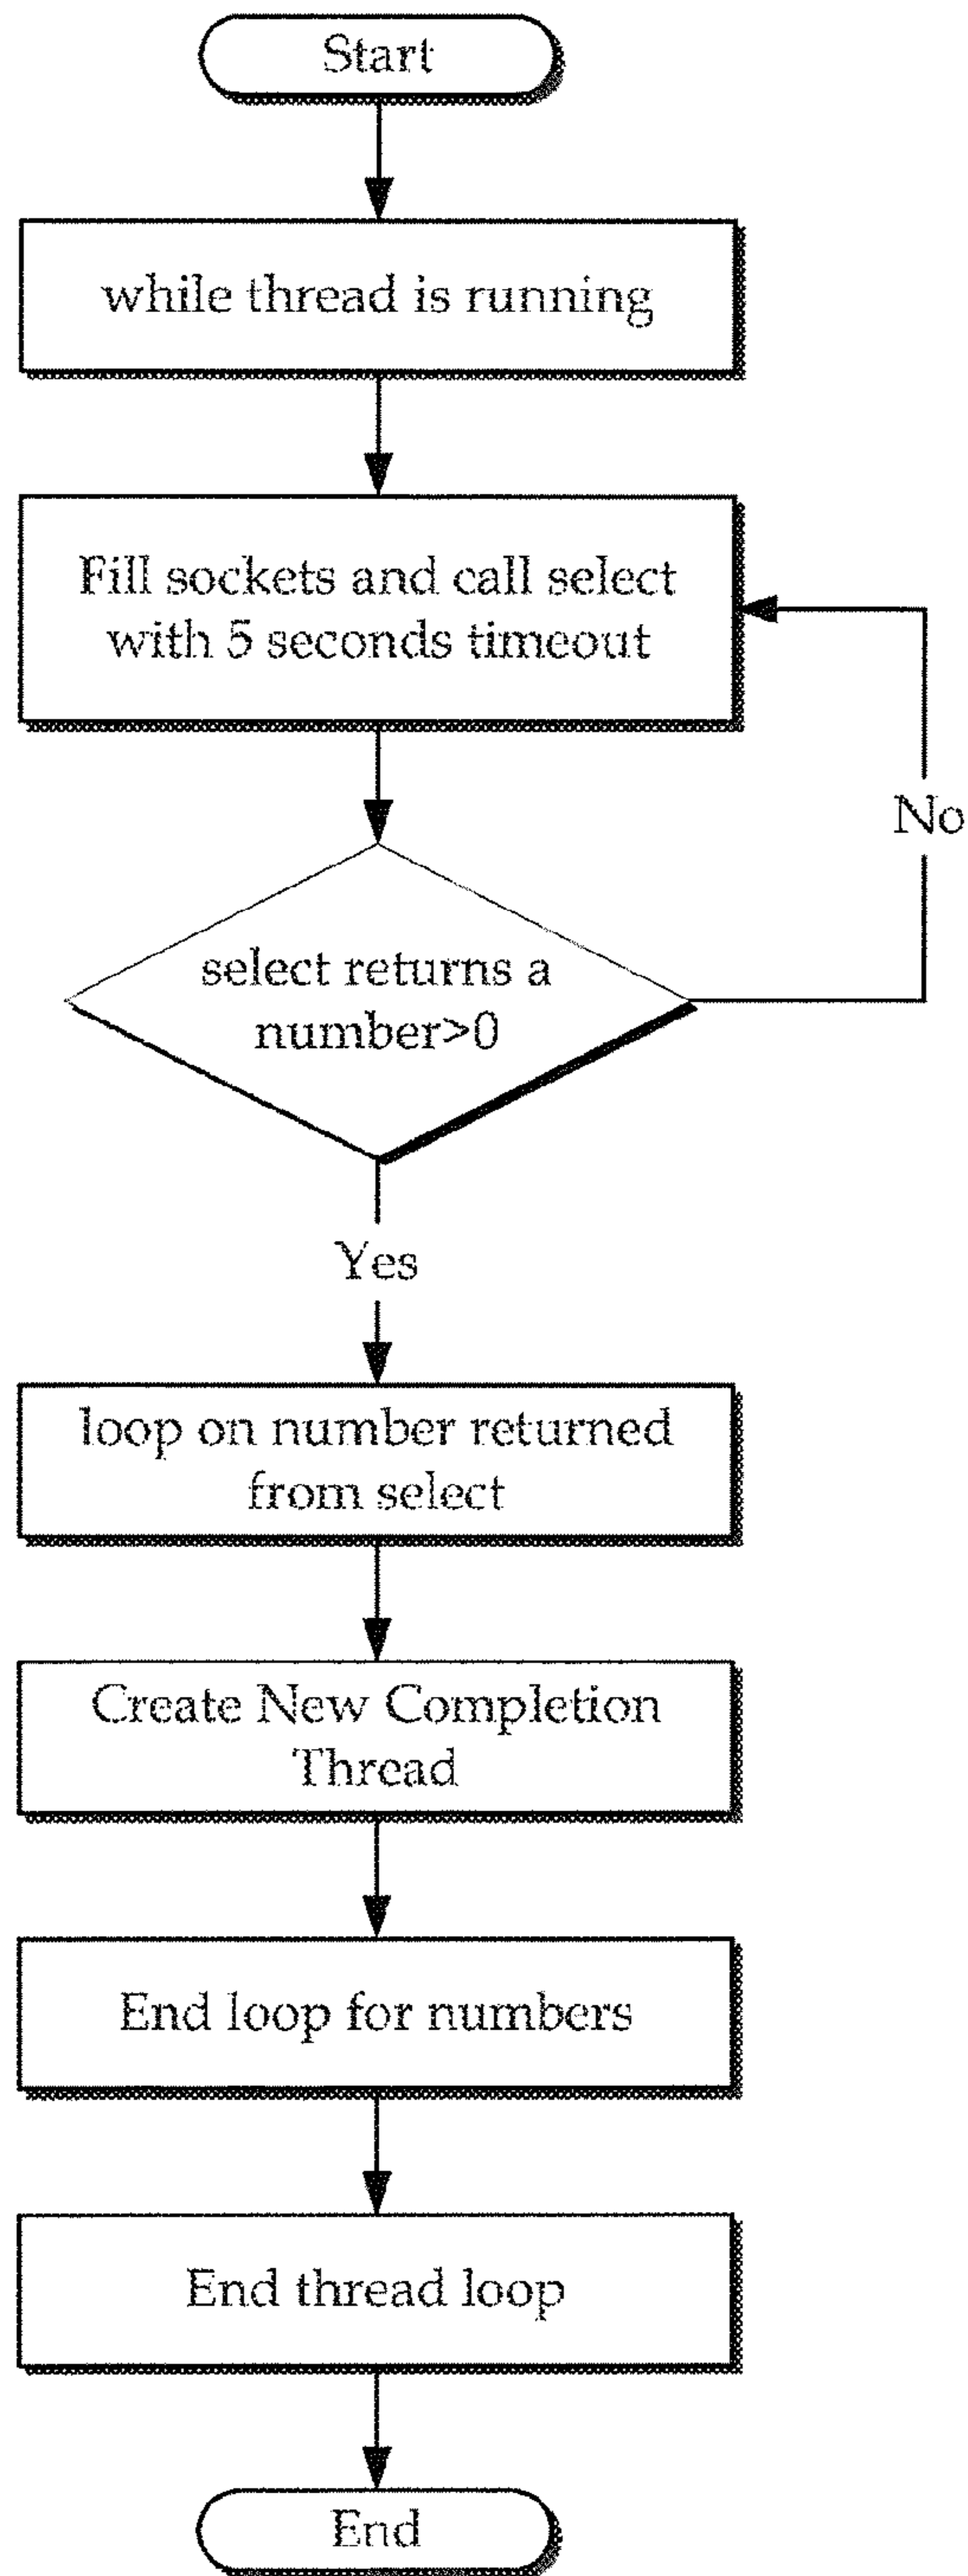 Start
while thread is running
Fill sockets and call select
with 5 seconds timeout
No
select returns a
number>0
Yes
loop on number returned
from select
Create New Completion
Thread
End loop for numbers
End thread loop
End